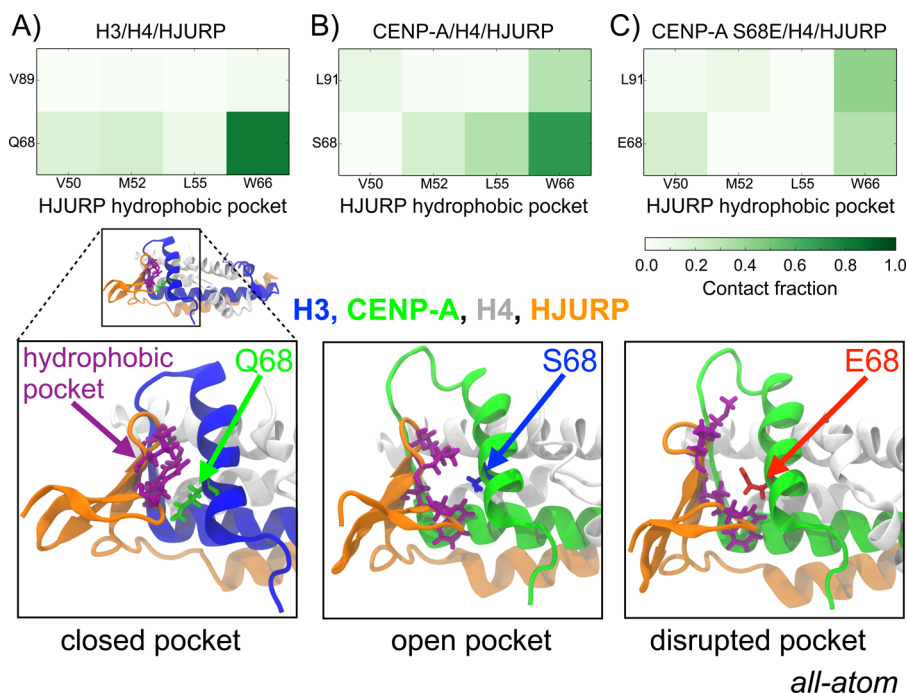 A) H3/H4/HJURP
V89
Q68
V50 M52 L55 W66
HJURP hydrophobic pocket
B) CENP-A/H4/HJURP
L91
S68
V50 M52 L55 W66
HJURP hydrophobic pocket
C) CENP-A S68E/H4/HJURP
L91
E68
V50 M52 L55 W66
HJURP hydrophobic pocket
0.0 0.2 0.4 0.6 0.8 1.0
Contact fraction
H3, CENP-A, H4, HJURP
hydrophobic
pocket
Q68
closed pocket
S68
open pocket
E68
disrupted pocket
all-atom